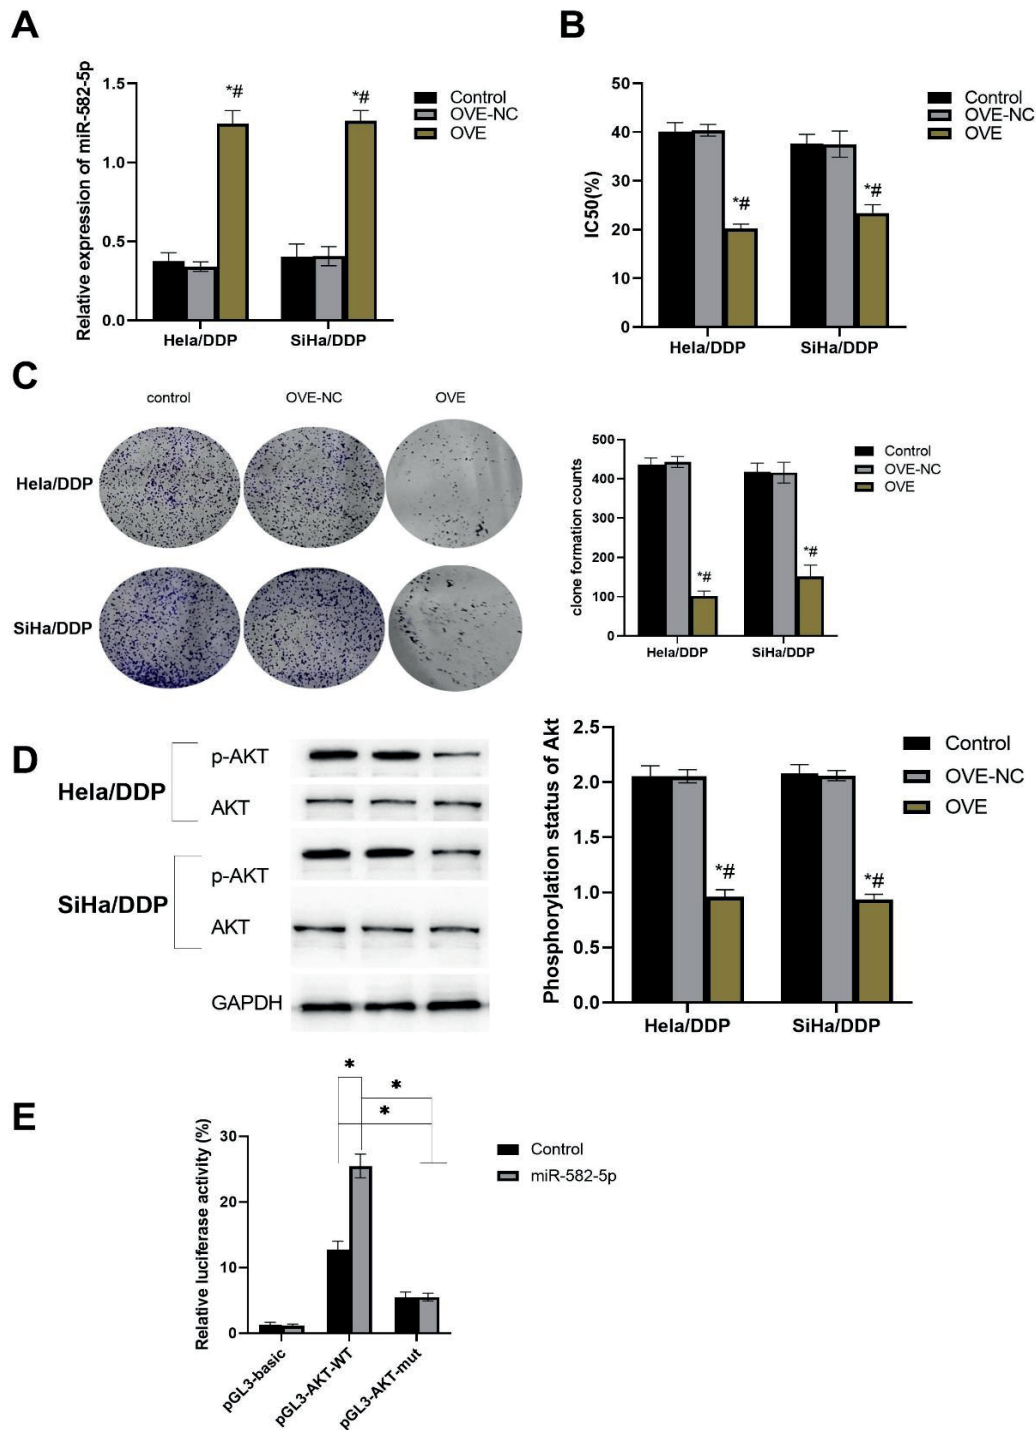 A
Relative expression of miR-582-5p
1.5
1.0
0.5
0.0
*#
*#
Hela/DDP
SiHa/DDP
Control
OVE-NC
OVE
B
IC50(%)
50
40
30
20
10
0
*#
*#
Hela/DDP
SiHa/DDP
Control
OVE-NC
OVE
C
control
OVE-NC
OVE
Hela/DDP
SiHa/DDP
clone formation counts
500
400
300
200
100
0
*#
*#
Hela/DDP
SiHa/DDP
Control
OVE-NC
OVE
D
Hela/DDP
p-AKT
AKT
SiHa/DDP
p-AKT
AKT
GAPDH
Phosphorylation status of Akt
2.5
2.0
1.5
1.0
0.5
0.0
*#
*#
Hela/DDP
SiHa/DDP
Control
OVE-NC
OVE
E
Relative luciferase activity (%)
30
20
10
0
*
*
*
pGL3-basic
pGL3-AKT-WT
pGL3-AKT-mut
Control
miR-582-5p